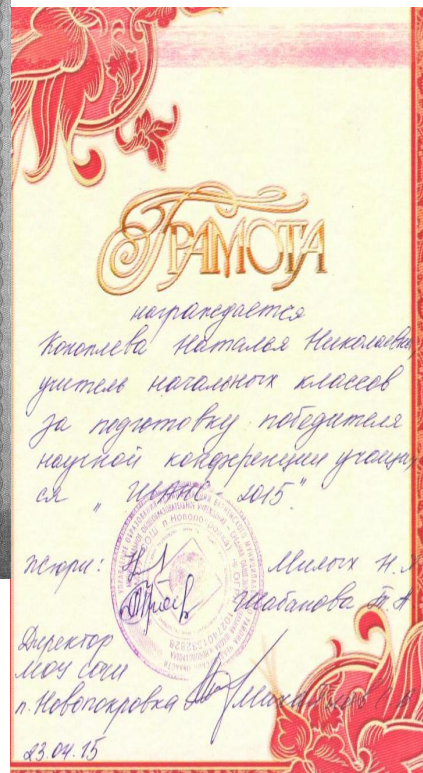 ГРАМОТА
награждается
Коноплева Наталья Николаевна,
учитель начальных классов
за подготовку победителя
научной конференции учащих
ся " - 2015".
жюри: Милых Н.Я
Шабанова Т.А
Директор
МОУ СОШ
п. Новопокровка
23.04.15